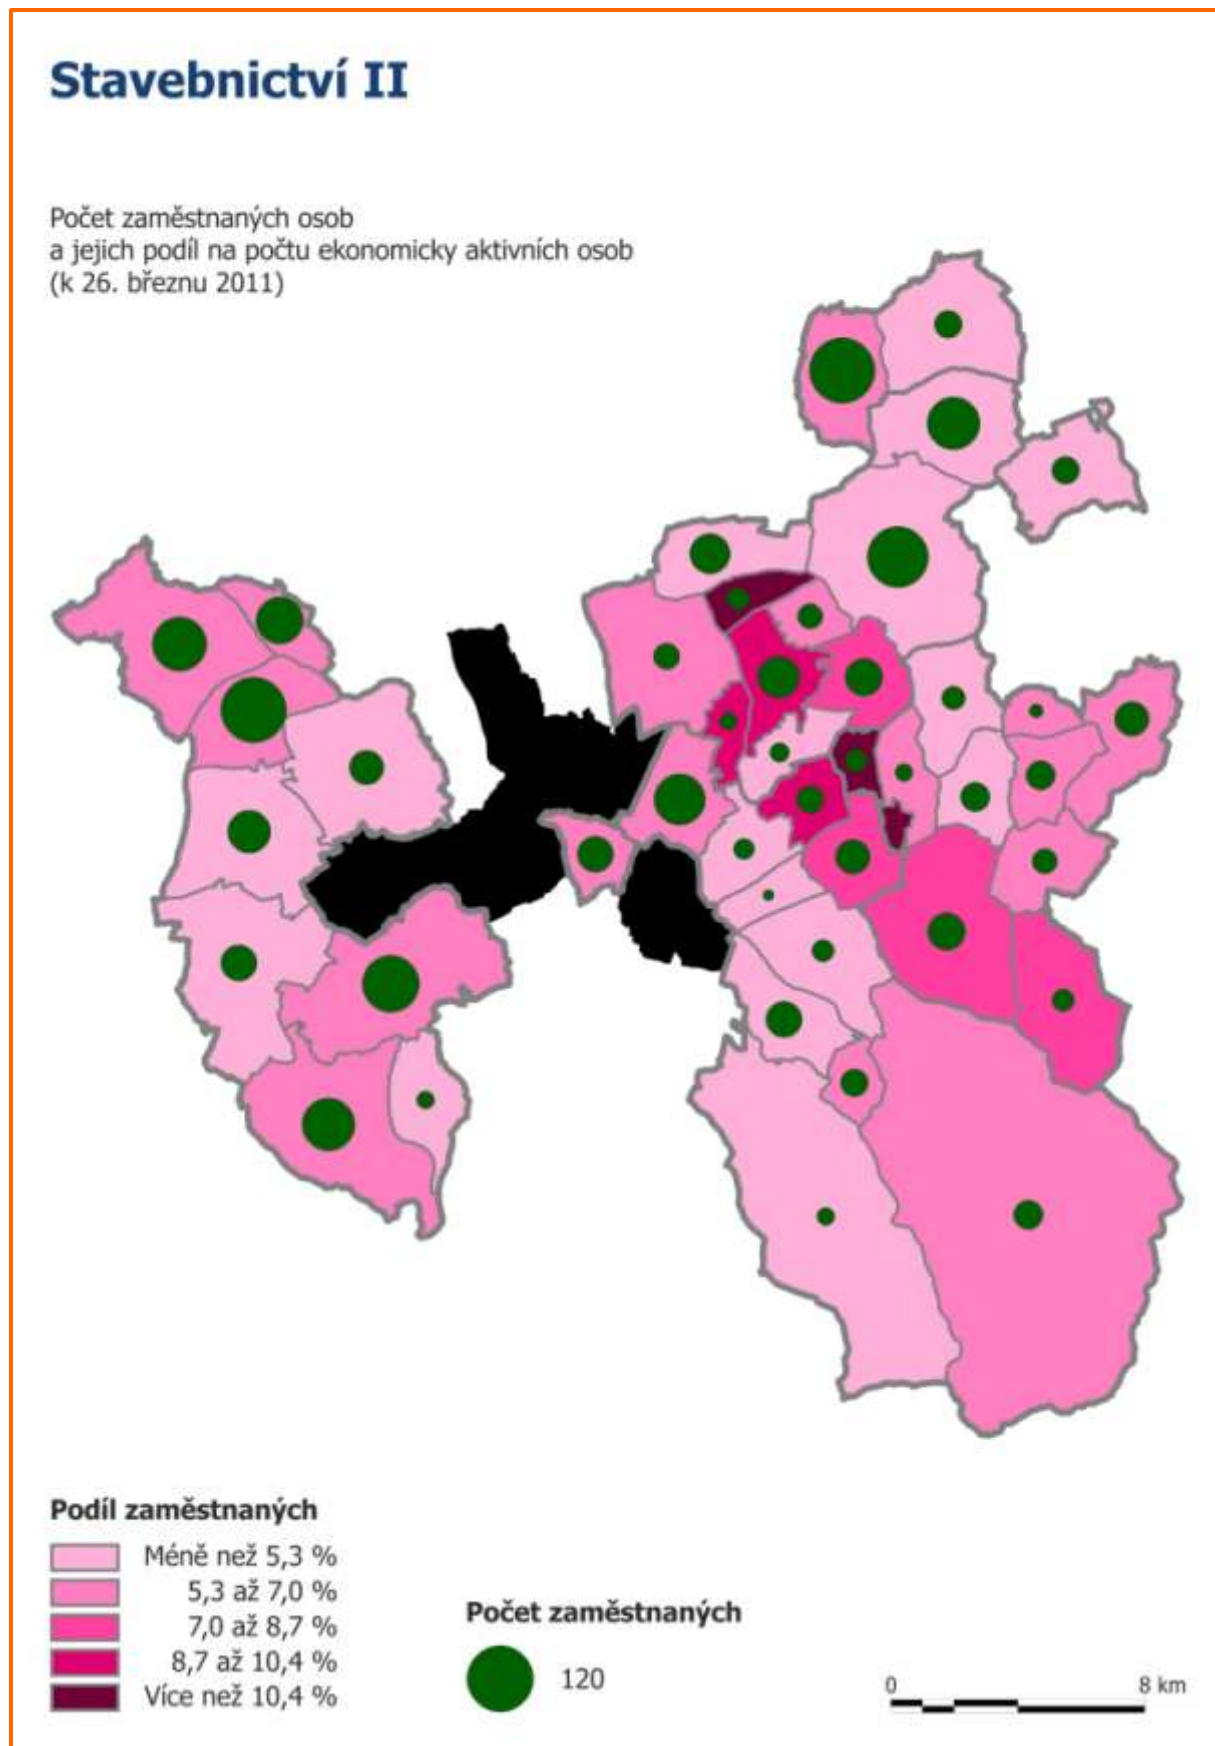 Stavebnictví II
Počet zaměstnaných osob
a jejich podíl na počtu ekonomicky aktivních osob
(k 26. březnu 2011)
Podíl zaměstnaných
Méně než 5,3 %
5,3 až 7,0 %
7,0 až 8,7 %
8,7 až 10,4 %
Více než 10,4 %
Počet zaměstnaných
120
0 8 km